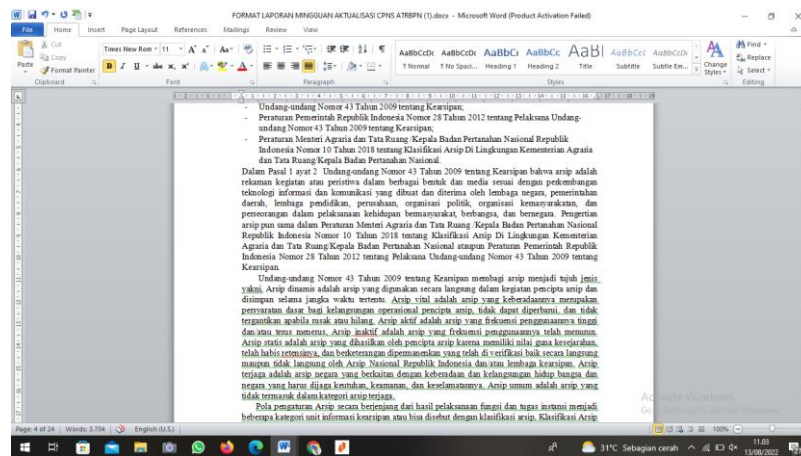 FORMAT LAPORAN MINGGUAN AKTUALISASI CPNS ATRBPN (1).docx - Microsoft Word (Product Activation Failed)
File Home Insert Page Layout References Mailings Review View
Cut
Copy
Format Painter
Paste
Clipboard
Times New Rom 11
Font
Paragraph
AaBbCcDc AaBbCcDc AaBbCc AaBbCc AaBl AaBbCcl AaBbCcDt
¶ Normal ¶ No Spaci... Heading 1 Heading 2 Title Subtitle Subtle Em...
Change Styles
Styles
Find
Replace
Select
Editing
- Undang-undang Nomor 43 Tahun 2009 tentang Kearsipan;
- Peraturan Pemerintah Republik Indonesia Nomor 28 Tahun 2012 tentang Pelaksana Undang-
undang Nomor 43 Tahun 2009 tentang Kearsipan;
- Peraturan Menteri Agraria dan Tata Ruang /Kepala Badan Pertanahan Nasional Republik
Indonesia Nomor 10 Tahun 2018 tentang Klasifikasi Arsip Di Lingkungan Kementerian Agraria
dan Tata Ruang/Kepala Badan Pertanahan Nasional.
Dalam Pasal 1 ayat 2 Undang-undang Nomor 43 Tahun 2009 tentang Kearsipan bahwa arsip adalah
rekaman kegiatan atau peristiwa dalam berbagai bentuk dan media sesuai dengan perkembangan
teknologi informasi dan komunikasi yang dibuat dan diterima oleh lembaga negara, pemerintahan
daerah, lembaga pendidikan, perusahaan, organisasi politik, organisasi kemasyarakatan, dan
perseorangan dalam pelaksanaan kehidupan bermasyarakat, berbangsa, dan bernegara. Pengertian
arsip pun sama dalam Peraturan Menteri Agraria dan Tata Ruang /Kepala Badan Pertanahan Nasional
Republik Indonesia Nomor 10 Tahun 2018 tentang Klasifikasi Arsip Di Lingkungan Kementerian
Agraria dan Tata Ruang/Kepala Badan Pertanahan Nasional ataupun Peraturan Pemerintah Republik
Indonesia Nomor 28 Tahun 2012 tentang Pelaksana Undang-undang Nomor 43 Tahun 2009 tentang
Kearsipan.
Undang-undang Nomor 43 Tahun 2009 tentang Kearsipan membagi arsip menjadi tujuh jenis
yakni, Arsip dinamis adalah arsip yang digunakan secara langsung dalam kegiatan pencipta arsip dan
disimpan selama jangka waktu tertentu. Arsip vital adalah arsip yang keberadaannya merupakan
persyaratan dasar bagi kelangsungan operasional pencipta arsip, tidak dapat diperbarui, dan tidak
tergantikan apabila rusak atau hilang, Arsip aktif adalah arsip yang frekuensi penggunaannya tinggi
dan/atau terus menerus, Arsip inaktif adalah arsip yang frekuensi penggunaannya telah menurun.
Arsip statis adalah arsip yang dihasilkan oleh pencipta arsip karena memiliki nilai guna kesejarahan,
telah habis retensinya, dan berketerangan dipermanenkan yang telah di verifikasi baik secara langsung
maupun tidak langsung oleh Arsip Nasional Republik Indonesia dan/atau lembaga kearsipan. Arsip
terjaga adalah arsip negara yang berkaitan dengan keberadaan dan kelangsungan hidup bangsa dan
negara yang harus dijaga keutuhan, keamanan, dan keselamatannya, Arsip umum adalah arsip yang
tidak termasuk dalam kategori arsip terjaga.
Pola pengaturan Arsip secara berjenjang dari hasil pelaksanaan fungsi dan tugas instansi menjadi
beberapa kategori unit informasi kearsipan atau bisa disebut dengan klasifikasi arsip. Klasifikasi Arsip
Activate Windows
Go to Settings to activate Windows.
Page: 4 of 24 Words: 3.704 English (U.S.) 100%
31°C Sebagian cerah 11.03
13/08/2022